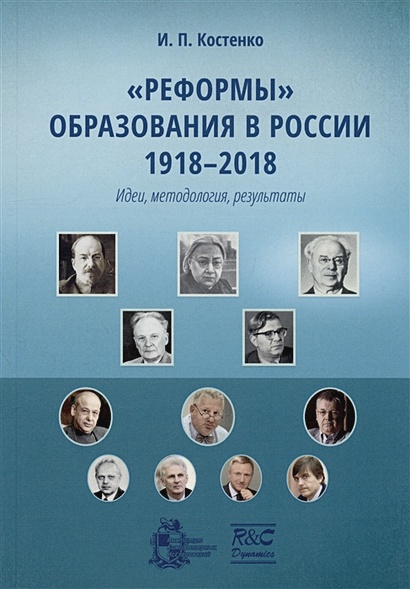 И. П. Костенко
«РЕФОРМЫ»
ОБРАЗОВАНИЯ В РОССИИ
1918–2018
Идеи, методология, результаты
R&C
Dynamics